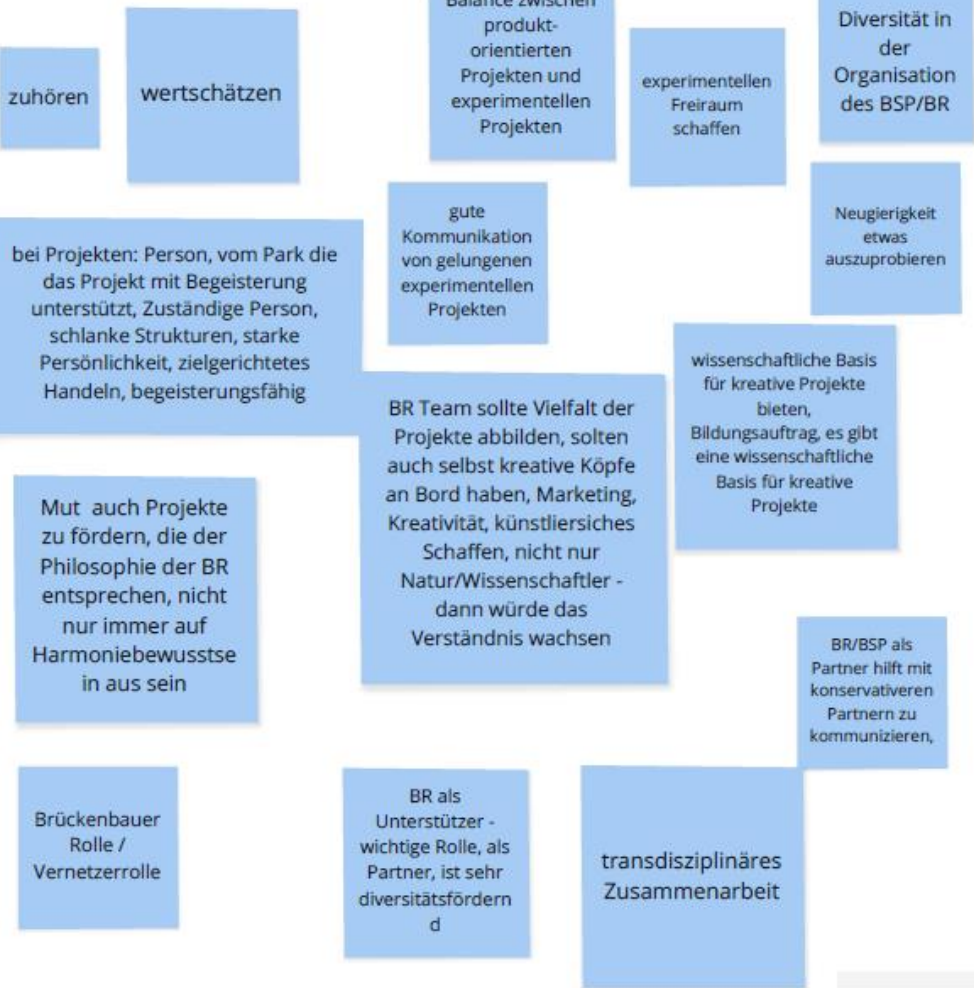 zuhören
wertschätzen
Balance zwischen
produkt-
orientierten
Projekten und
experimentellen
Projekten
experimentellen
Freiraum
schaffen
Diversität in
der
Organisation
des BSP/BR
gute
Kommunikation
von gelungenen
experimentellen
Projekten
Neugierigkeit
etwas
auszuprobieren
bei Projekten: Person, vom Park die
das Projekt mit Begeisterung
unterstützt, Zuständige Person,
schlanke Strukturen, starke
Persönlichkeit, zielgerichtetes
Handeln, begeisterungsfähig
BR Team sollte Vielfalt der
Projekte abbilden, solten
auch selbst kreative Köpfe
an Bord haben, Marketing,
Kreativität, künstliersiches
Schaffen, nicht nur
Natur/Wissenschaftler -
dann würde das
Verständnis wachsen
wissenschaftliche Basis
für kreative Projekte
bieten,
Bildungsauftrag, es gibt
eine wissenschaftliche
Basis für kreative
Projekte
Mut auch Projekte
zu fördern, die der
Philosophie der BR
entsprechen, nicht
nur immer auf
Harmoniebewusstse
in aus sein
BR/BSP als
Partner hilft mit
konservativeren
Partnern zu
kommunizieren,
Brückenbauer
Rolle /
Vernetzerrolle
BR als
Unterstützer -
wichtige Rolle, als
Partner, ist sehr
diversitätsfördern
d
transdisziplinäres
Zusammenarbeit